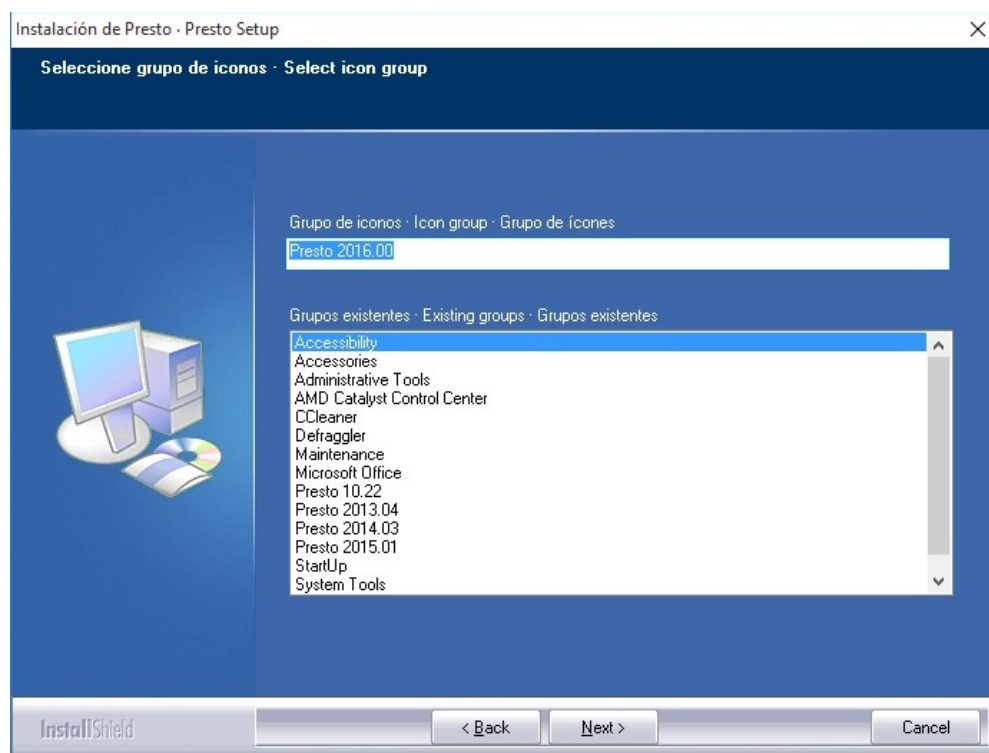 Instalación de Presto · Presto Setup
Seleccione grupo de iconos · Select icon group
Grupo de iconos · Icon group · Grupo de ícones
Presto 2016.00
Grupos existentes · Existing groups · Grupos existentes
Accessibility
Accessories
Administrative Tools
AMD Catalyst Control Center
CCleaner
Defraggler
Maintenance
Microsoft Office
Presto 10.22
Presto 2013.04
Presto 2014.03
Presto 2015.01
StartUp
System Tools
InstallShield
< Back
Next >
Cancel